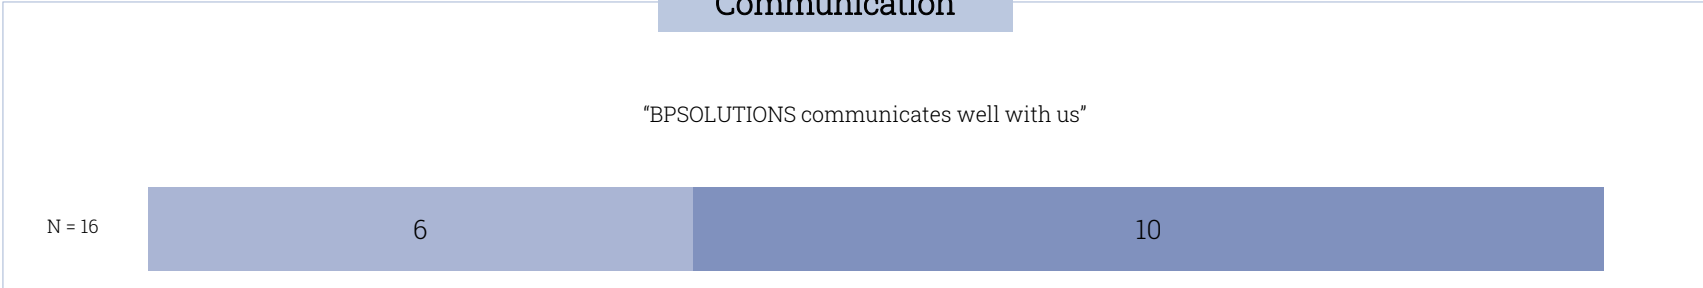 Communication
“BPSOLUTIONS communicates well with us”
N = 16
6
10